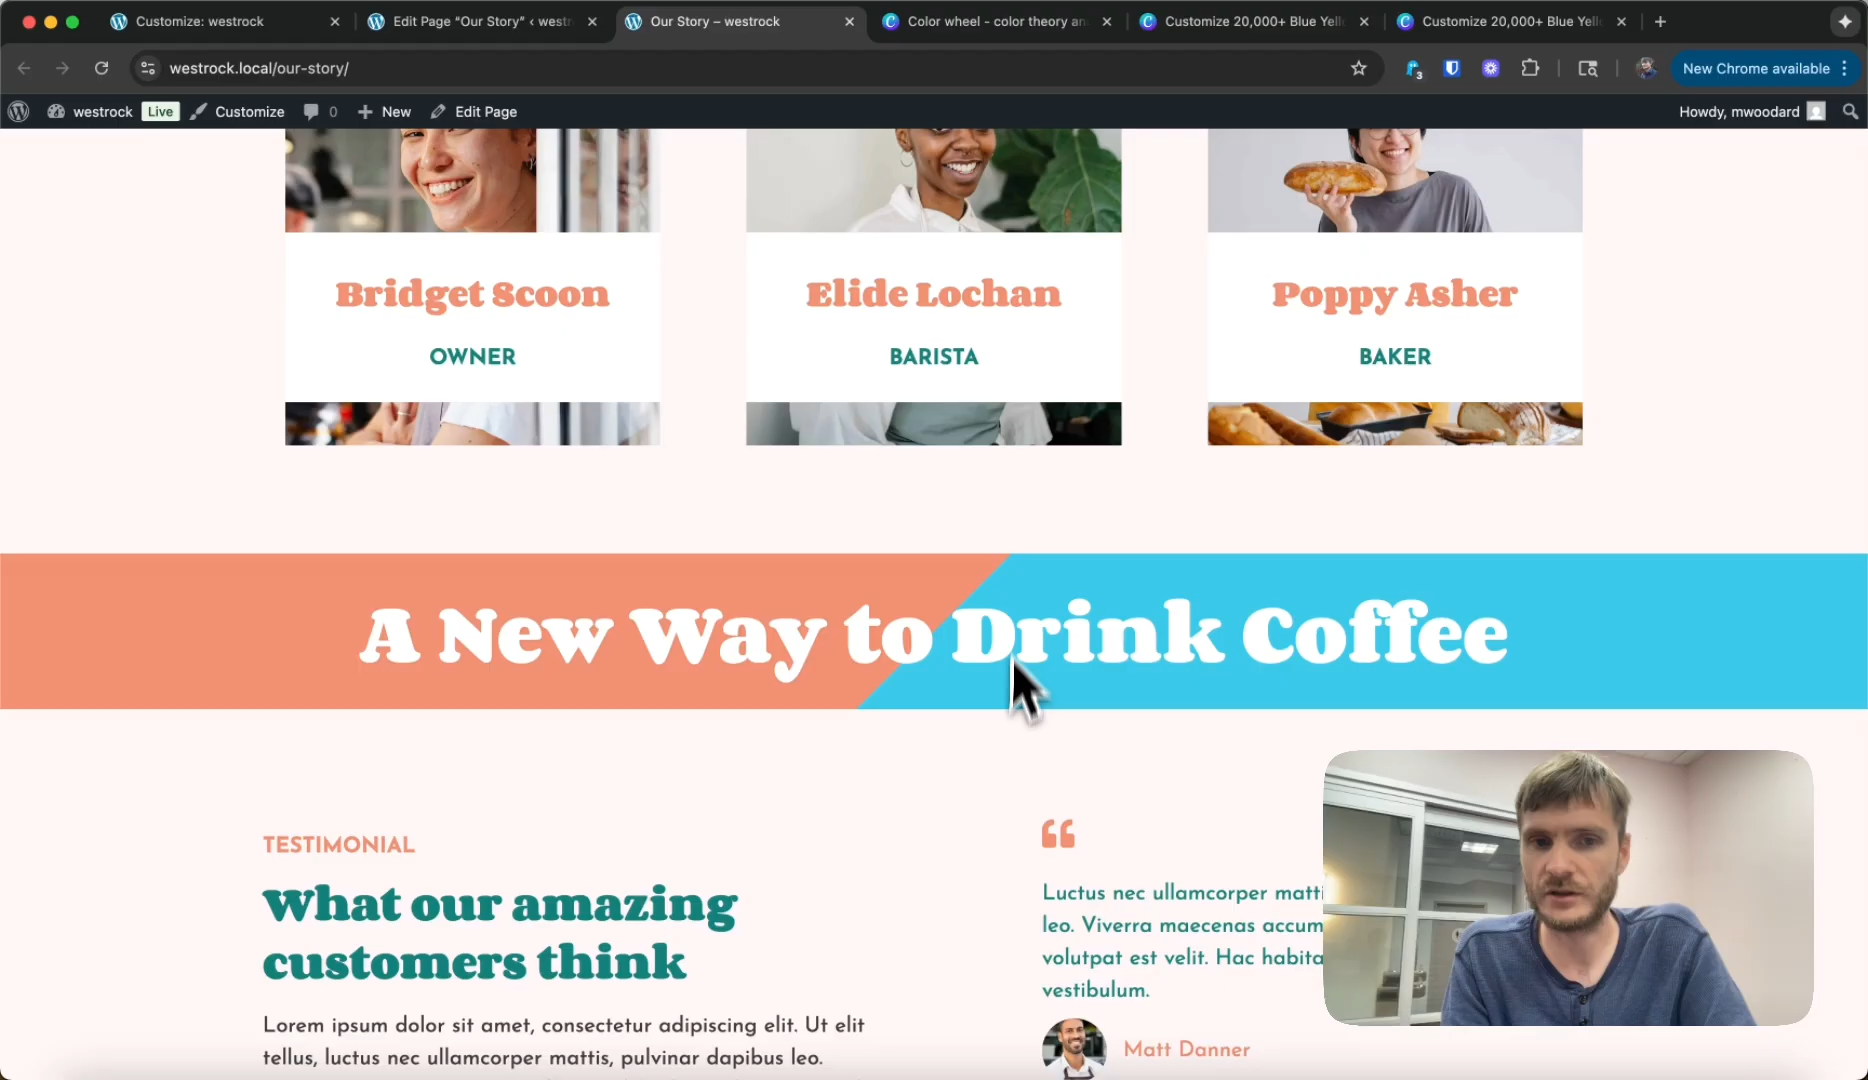 Customize: westrock
Edit Page “Our Story” ‹ westr
Our Story – westrock
Color wheel - color theory an
Customize 20,000+ Blue Yell
Customize 20,000+ Blue Yell
westrock.local/our-story/
3
New Chrome available
westrock
Live
Customize
0
New
Edit Page
Howdy, mwoodard
Bridget Scoon
OWNER
Elide Lochan
BARISTA
Poppy Asher
BAKER
A New Way to Drink Coffee
TESTIMONIAL
What our amazing
customers think
Lorem ipsum dolor sit amet, consectetur adipiscing elit. Ut elit
tellus, luctus nec ullamcorper mattis, pulvinar dapibus leo.
Luctus nec ullamcorper matti
leo. Viverra maecenas accum
volutpat est velit. Hac habita
vestibulum.
Matt Danner